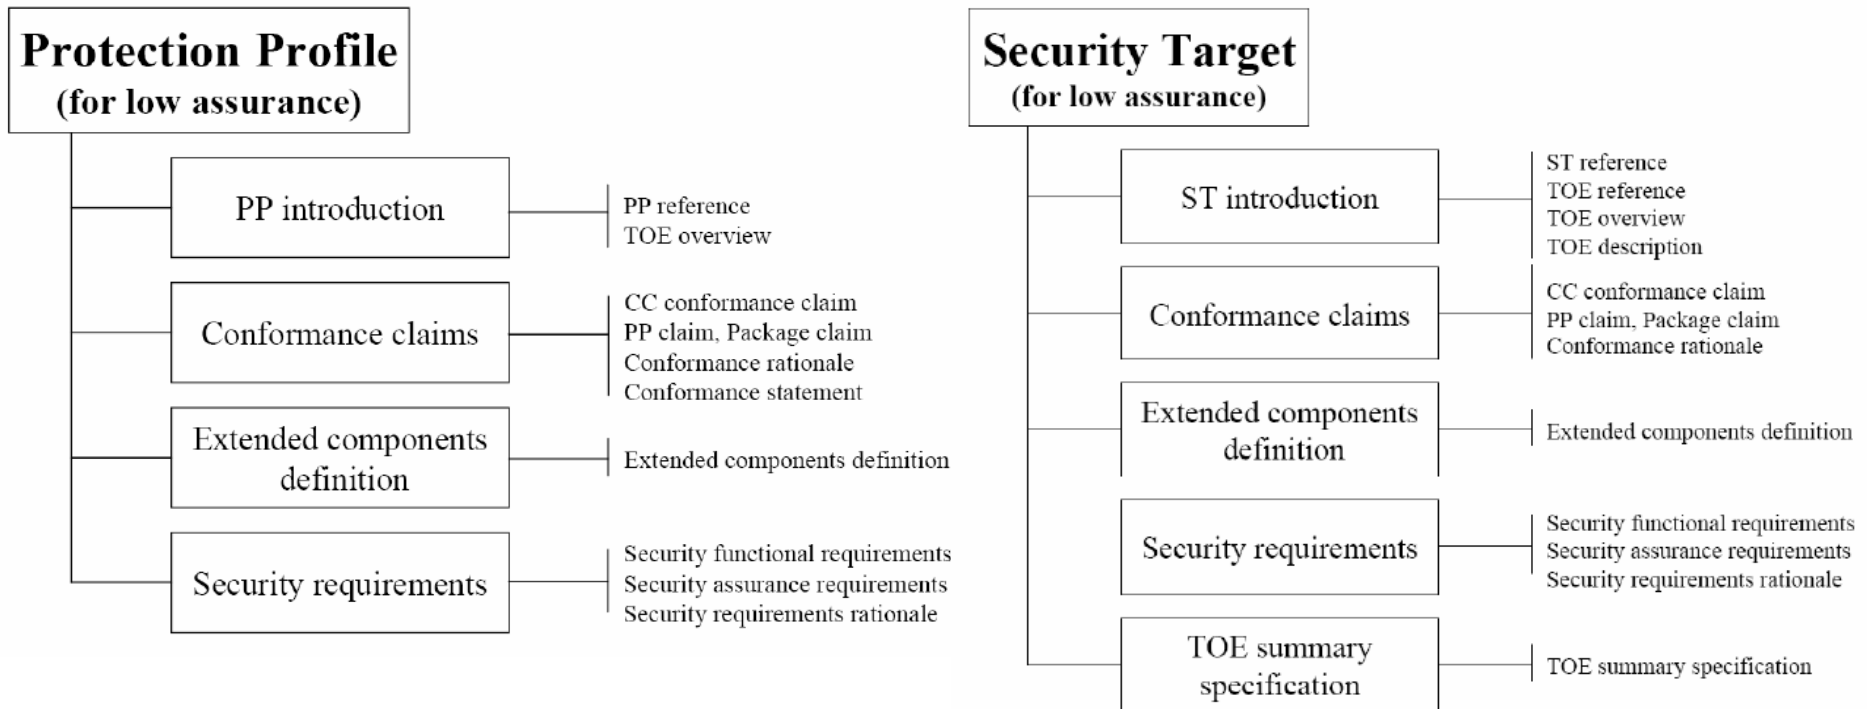 Protection Profile
(for low assurance)
PP introduction
PP reference
TOE overview
Conformance claims
CC conformance claim
PP claim, Package claim
Conformance rationale
Conformance statement
Extended components
definition
Extended components definition
Security requirements
Security functional requirements
Security assurance requirements
Security requirements rationale
Security Target
(for low assurance)
ST introduction
ST reference
TOE reference
TOE overview
TOE description
Conformance claims
CC conformance claim
PP claim, Package claim
Conformance rationale
Extended components
definition
Extended components definition
Security requirements
Security functional requirements
Security assurance requirements
Security requirements rationale
TOE summary
specification
TOE summary specification